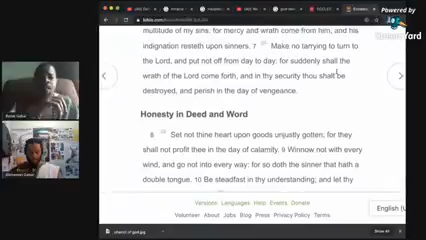 Powered by
StreamYard
multitude of my sins: for mercy and wrath come from him, and his
indignation resteth upon sinners. 7 Make no tarrying to turn to
the Lord, and put not off from day to day: for suddenly shall the
wrath of the Lord come forth, and in thy security thou shalt be
destroyed, and perish in the day of vengeance.
Honesty in Deed and Word
8 Set not thine heart upon goods unjustly gotten; for they
shall not profit thee in the day of calamity. 9 Winnow not with every
wind, and go not into every way: for so doth the sinner that hath a
double tongue. 10 Be steadfast in thy understanding; and let thy
Versions Languages Help Events Donate
English (U
Volunteer About Jobs Blog Press Privacy Policy Terms